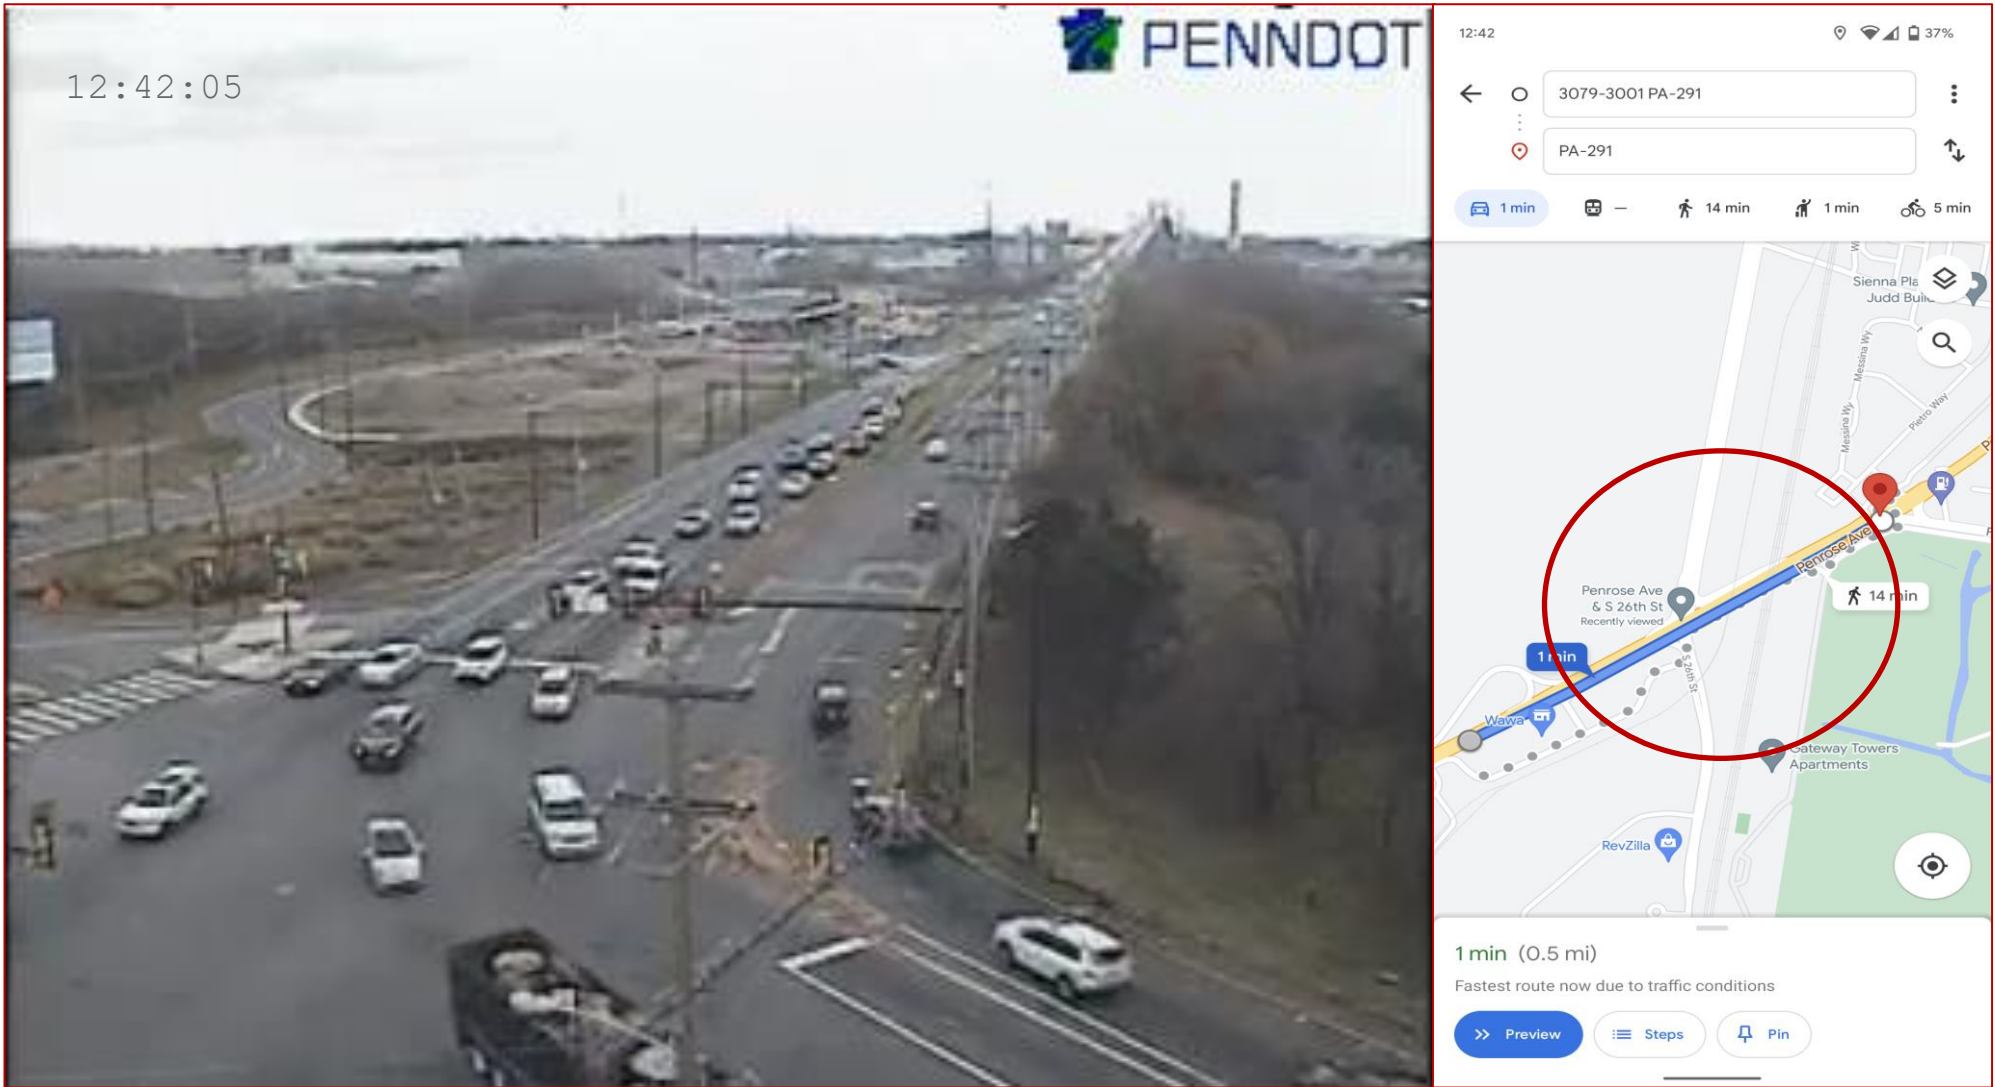 PENNDOT
12:42:05
12:42
37%
3079-3001 PA-291
PA-291
1 min
—
14 min
1 min
5 min
Sienna Pla
Judd Buil
Messina Wy
Pietro Way
Messina Wy
Penrose Ave
Penrose Ave
& S 26th St
Recently viewed
14 min
1 min
S 26th St
Wawa
Gateway Towers
Apartments
RevZilla
1 min (0.5 mi)
Fastest route now due to traffic conditions
Preview
Steps
Pin